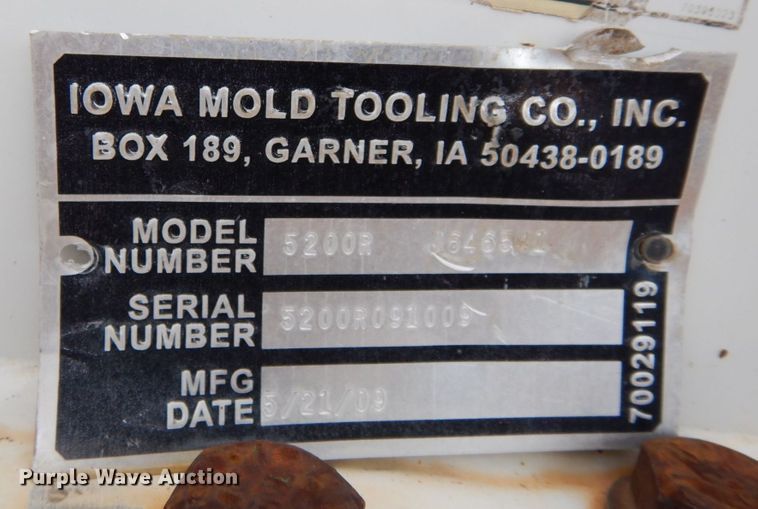 IOWA MOLD TOOLING CO., INC.
BOX 189, GARNER, IA 50438-0189
MODEL NUMBER 5200R
SERIAL NUMBER 5200R091009
MFG DATE 5/21/09
70029119
Purple Wave Auction